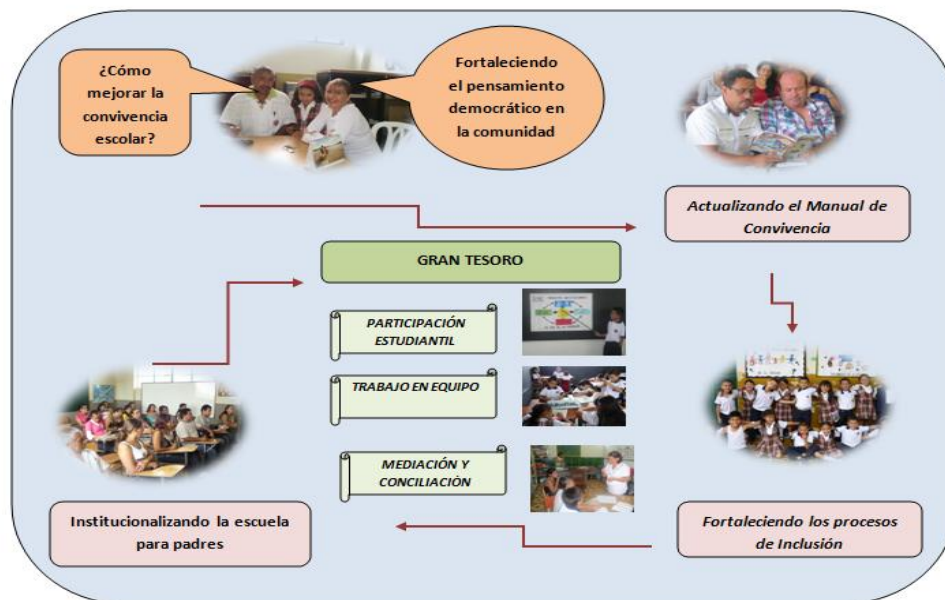 ¿Cómo
mejorar la
convivencia
escolar?
Fortaleciendo
el pensamiento
democrático en
la comunidad
Actualizando el Manual de
Convivencia
GRAN TESORO
PARTICIPACIÓN
ESTUDIANTIL
TRABAJO EN EQUIPO
MEDIACIÓN Y
CONCILIACIÓN
Institucionalizando la escuela
para padres
Fortaleciendo los procesos
de Inclusión